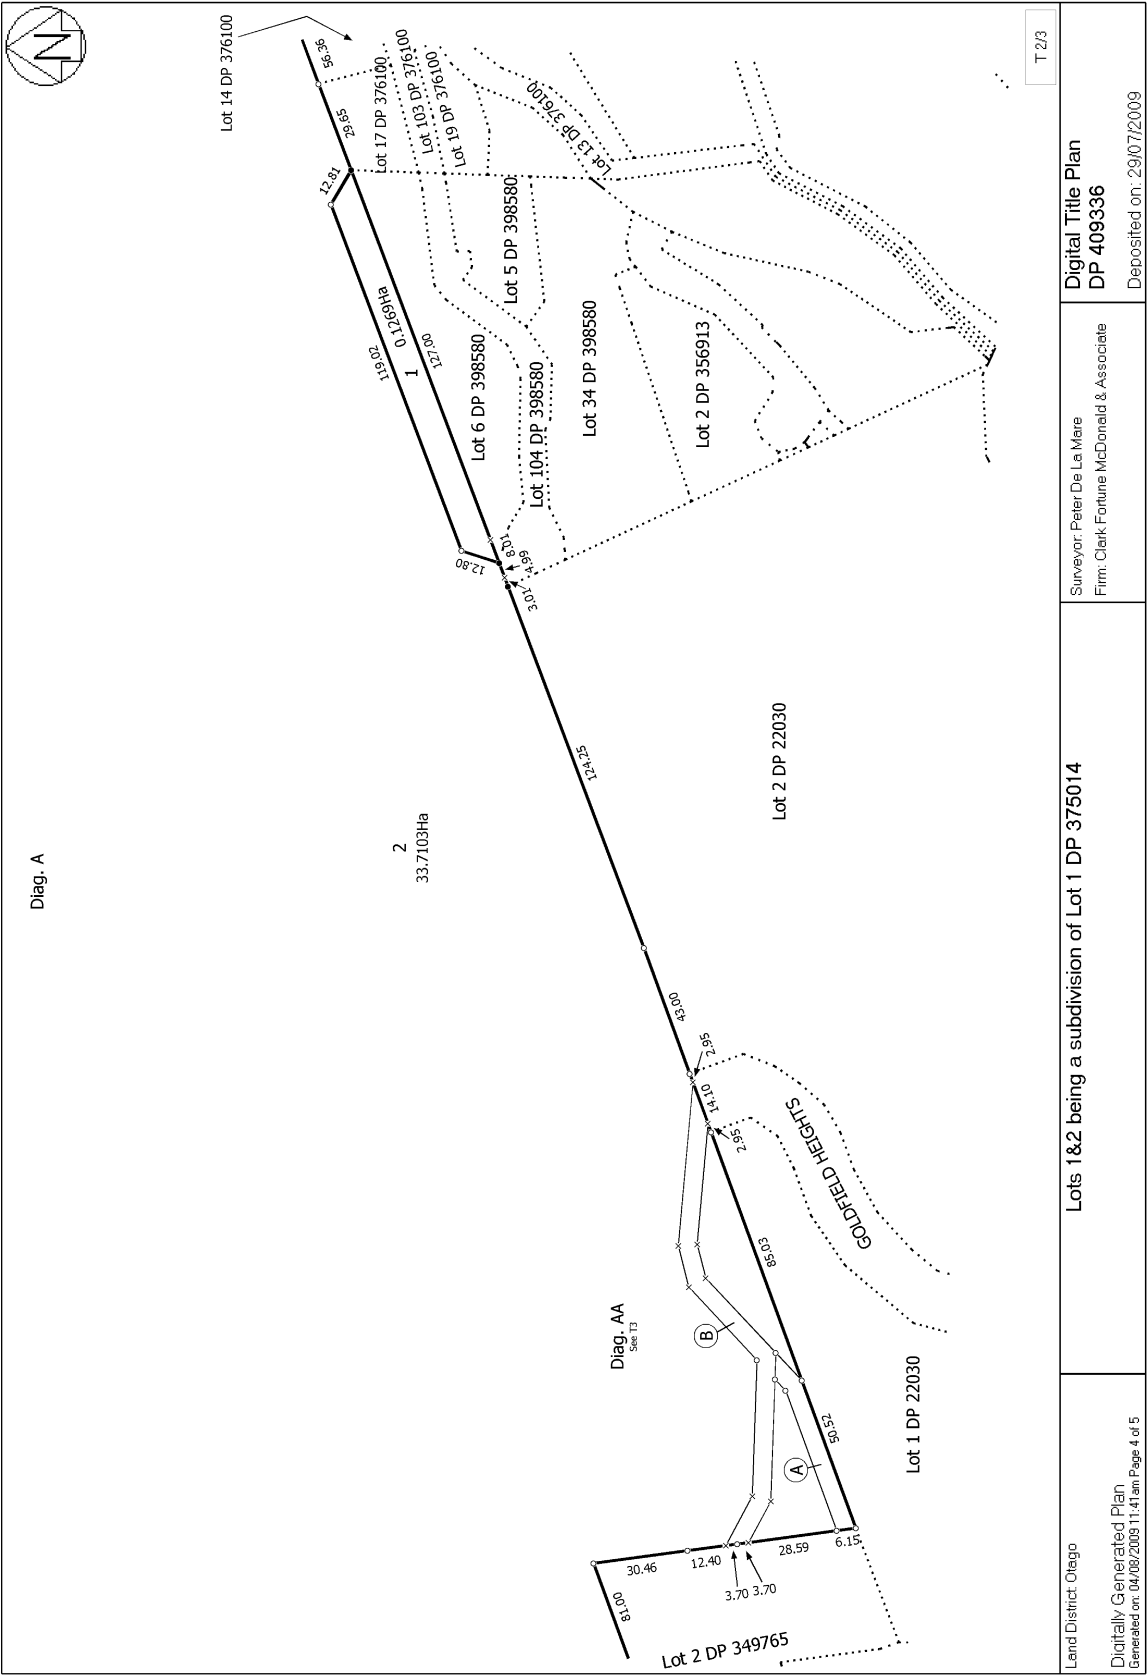 Diag. A
2
33.7103Ha
Lot 14 DP 376100
56.36
29.65
12.81
Lot 17 DP 376100
Lot 103 DP 376100
Lot 19 DP 376100
Lot 13 DP 376100
119.02
0.1269Ha
1
127.00
12.80
8.01
4.99
3.01
Lot 5 DP 398580
Lot 6 DP 398580
Lot 104 DP 398580
Lot 34 DP 398580
Lot 2 DP 356913
124.25
Lot 2 DP 22030
43.00
2.95
14.10
2.95
GOLDFIELD HEIGHTS
85.03
Diag. AA
See T3
B
A
50.52
Lot 1 DP 22030
30.46
12.40
3.70
3.70
28.59
6.15
81.00
Lot 2 DP 349765
N
T 2/3
Land District: Otago
Digitally Generated Plan
Generated on: 04/08/2009 11:41am Page 4 of 5
Lots 1&2 being a subdivision of Lot 1 DP 375014
Surveyor: Peter De La Mare
Firm: Clark Fortune McDonald & Associate
Digital Title Plan
DP 409336
Deposited on: 29/07/2009